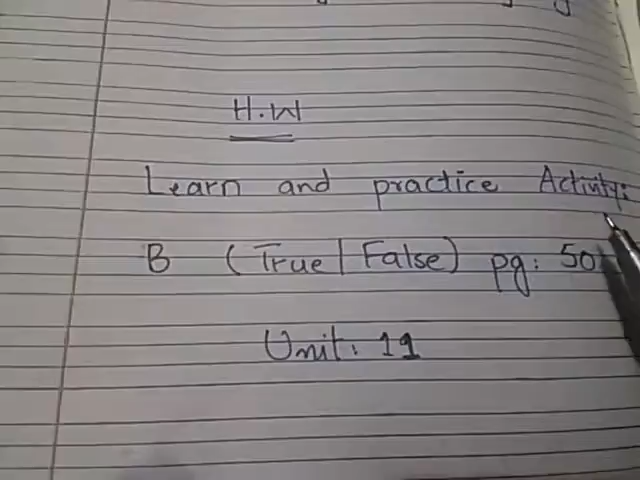 H.W
Learn and practice Activity:
B (True/False) pg: 50
Unit: 11